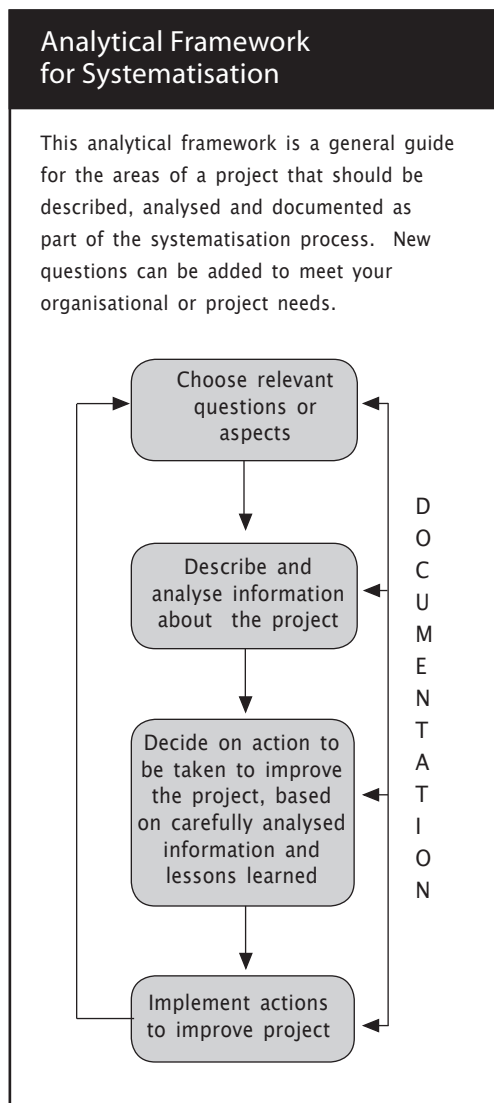 Analytical Framework
for Systematisation
This analytical framework is a general guide
for the areas of a project that should be
described, analysed and documented as
part of the systematisation process. New
questions can be added to meet your
organisational or project needs.
Choose relevant
questions or
aspects
Describe and
analyse information
about the project
Decide on action to
be taken to improve
the project, based
on carefully analysed
information and
lessons learned
Implement actions
to improve project
DOCUMENTATION